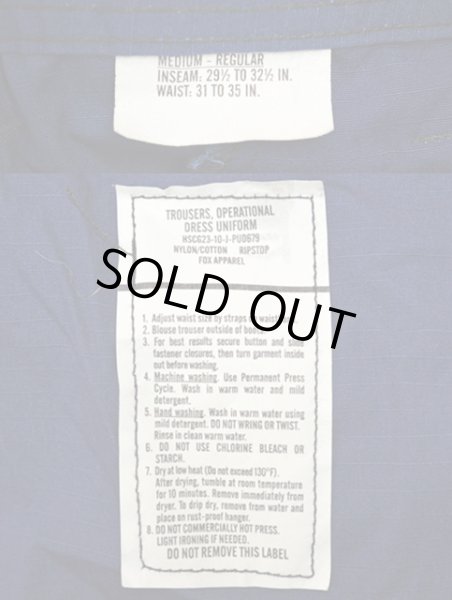 MEDIUM - REGULAR
INSEAM: 29½ TO 32½ IN.
WAIST: 31 TO 35 IN.
TROUSERS, OPERATIONAL
DRESS UNIFORM
HSCG23-10-J-PUD679
NYLON/COTTON RIPSTOP
FOX APPAREL
SOLD OUT
1. Adjust waist size by straps on
2. Blouse trouser outside of
3. For best results secure button and
fastener closures, then turn garment inside
out before washing.
4. Machine washing. Use Permanent Press
Cycle. Wash in warm water and mild
detergent.
5. Hand washing. Wash in warm water using
mild detergent. DO NOT WRING OR TWIST.
Rinse in clean warm water.
6. DO NOT USE CHLORINE BLEACH OR
STARCH.
7. Dry at low heat (Do not exceed 130°F).
After drying, tumble at room temperature
for 10 minutes. Remove immediately from
dryer. To drip dry, remove from water and
place on rust-proof hanger.
8. DO NOT COMMERCIALLY HOT PRESS.
LIGHT IRONING IF NEEDED.
DO NOT REMOVE THIS LABEL